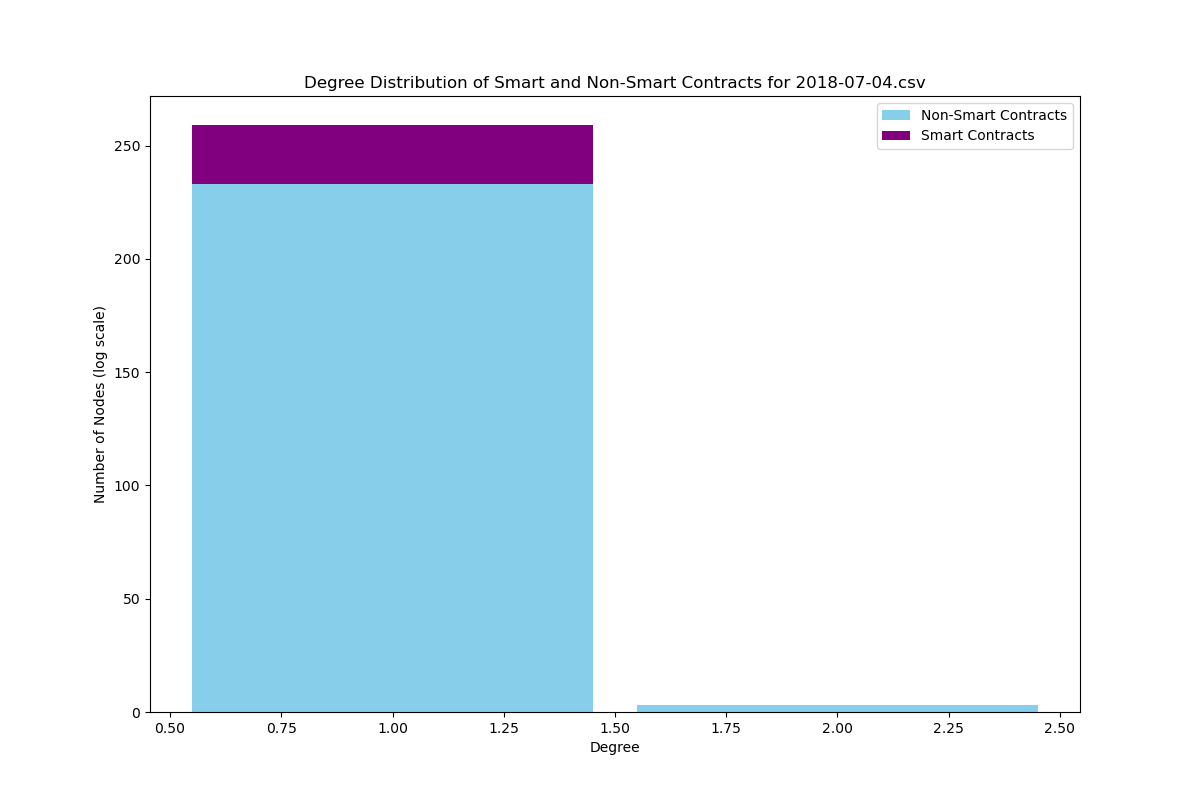 Degree Distribution of Smart and Non-Smart Contracts for 2018-07-04.csv
Non-Smart Contracts
Smart Contracts
Number of Nodes (log scale)
250
200
150
100
50
0
0.50 0.75 1.00 1.25 1.50 1.75 2.00 2.25 2.50
Degree